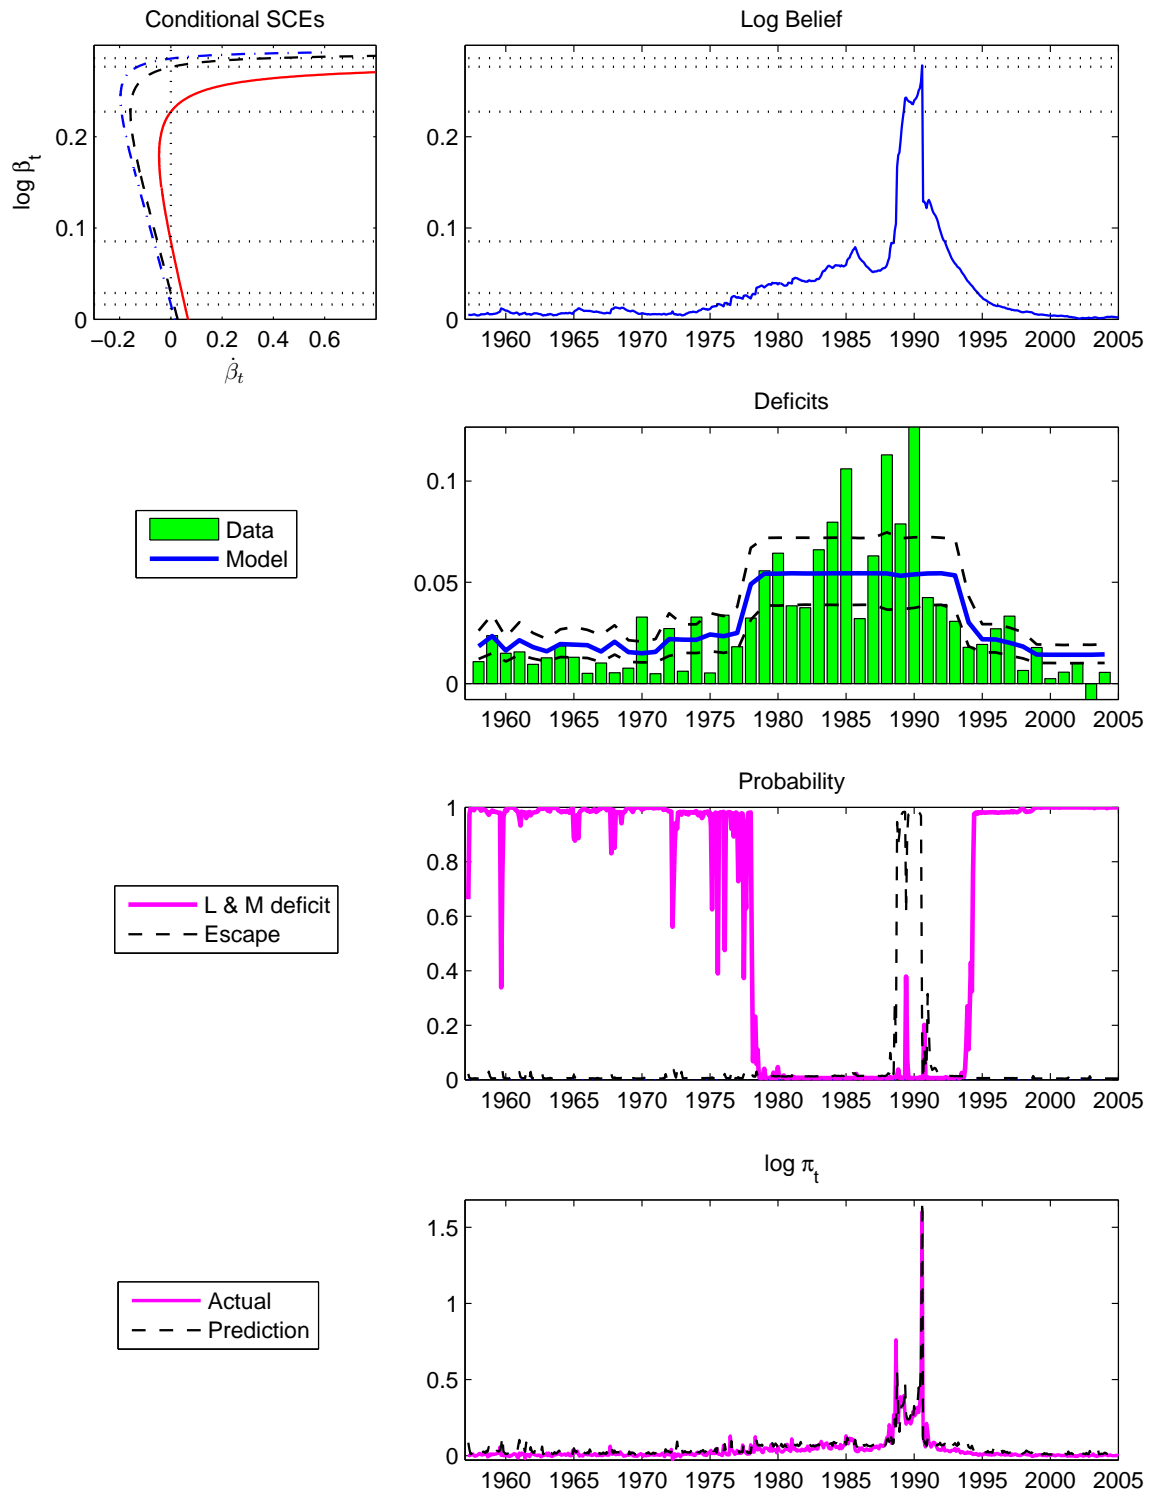 Conditional SCEs
Log Belief
log β_t
0.2
0.1
0
−0.2 0 0.2 0.4 0.6
β̇_t
0.2
0.1
0
1960 1965 1970 1975 1980 1985 1990 1995 2000 2005
Deficits
Data
Model
0.1
0.05
0
1960 1965 1970 1975 1980 1985 1990 1995 2000 2005
Probability
L & M deficit
Escape
1
0.8
0.6
0.4
0.2
0
1960 1965 1970 1975 1980 1985 1990 1995 2000 2005
log π_t
Actual
Prediction
1.5
1
0.5
0
1960 1965 1970 1975 1980 1985 1990 1995 2000 2005